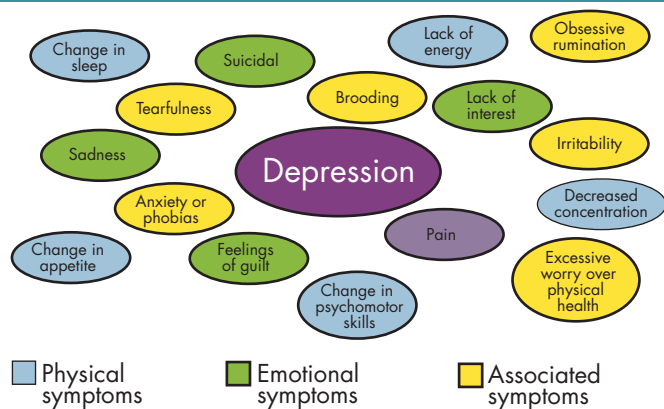 Change in
sleep
Suicidal
Lack of
energy
Obsessive
rumination
Tearfulness
Brooding
Lack of
interest
Sadness
Depression
Irritability
Anxiety or
phobias
Decreased
concentration
Pain
Change in
appetite
Feelings
of guilt
Excessive
worry over
physical
health
Change in
psychomotor
skills
Physical
symptoms
Emotional
symptoms
Associated
symptoms